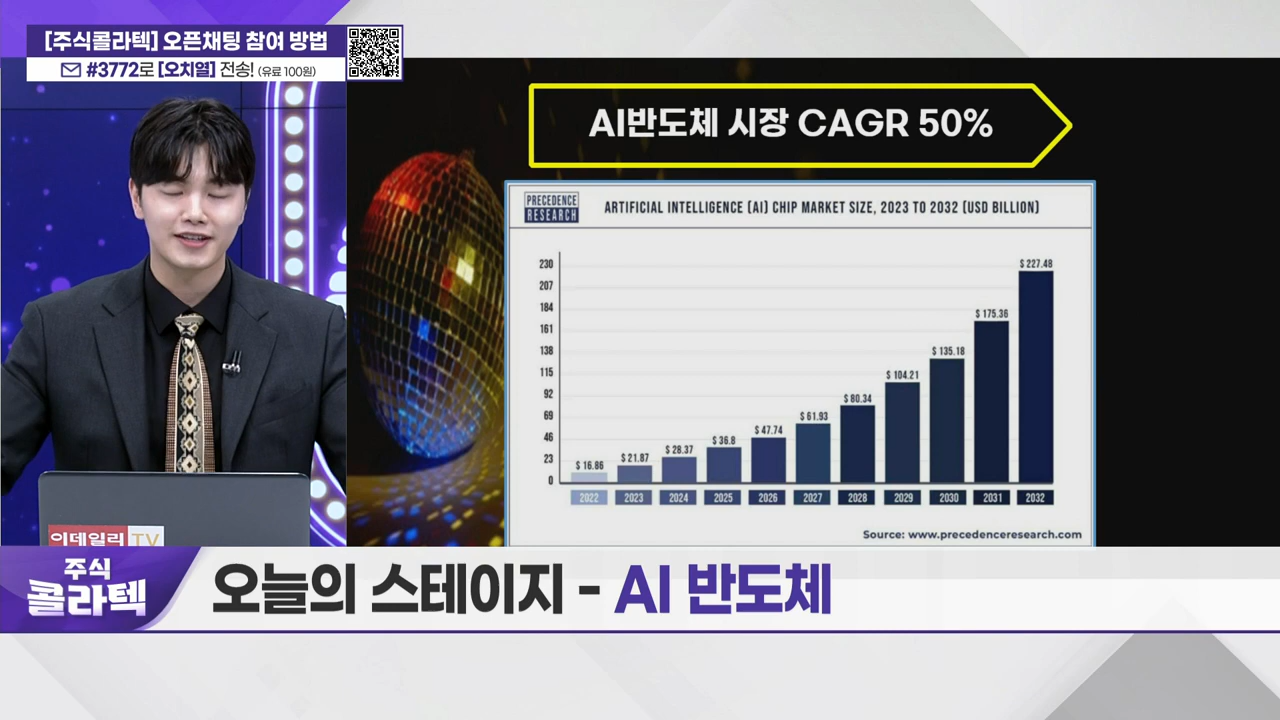 [주식콜라텍] 오픈채팅 참여 방법
#3772로 [오치열] 전송! (유료 100원)
AI반도체 시장 CAGR 50%
PRECEDENCE
RESEARCH
ARTIFICIAL INTELLIGENCE (AI) CHIP MARKET SIZE, 2023 TO 2032 (USD BILLION)
230
207
184
161
138
115
92
69
46
23
0
$ 16.86
$ 21.87
$ 28.37
$ 36.8
$ 47.74
$ 61.93
$ 80.34
$ 104.21
$ 135.18
$ 175.36
$ 227.48
2022 2023 2024 2025 2026 2027 2028 2029 2030 2031 2032
Source: www.precedenceresearch.com
이데일리 TV
주식
콜라텍
오늘의 스테이지 - AI 반도체